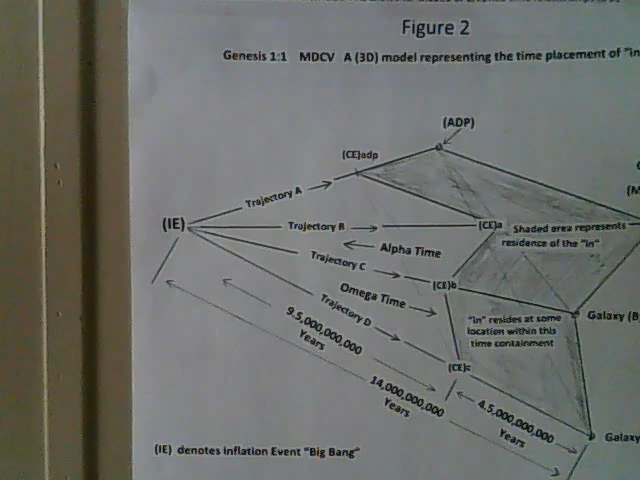 Figure 2
Genesis 1:1 MDCV A (3D) model representing the time placement of "in
(ADP)
(CE)adp
(M
Trajectory A
(IE)
Trajectory B
(CE)a
Shaded area represents
residence of the "in"
Alpha Time
Trajectory C
(CE)b
Omega Time
Trajectory D
Galaxy (B
"In" resides at some
location within this
time containment
9.5,000,000,000
Years
(CE)c
14,000,000,000
Years
4.5,000,000,000
Years
Galaxy
(IE) denotes Inflation Event "Big Bang"